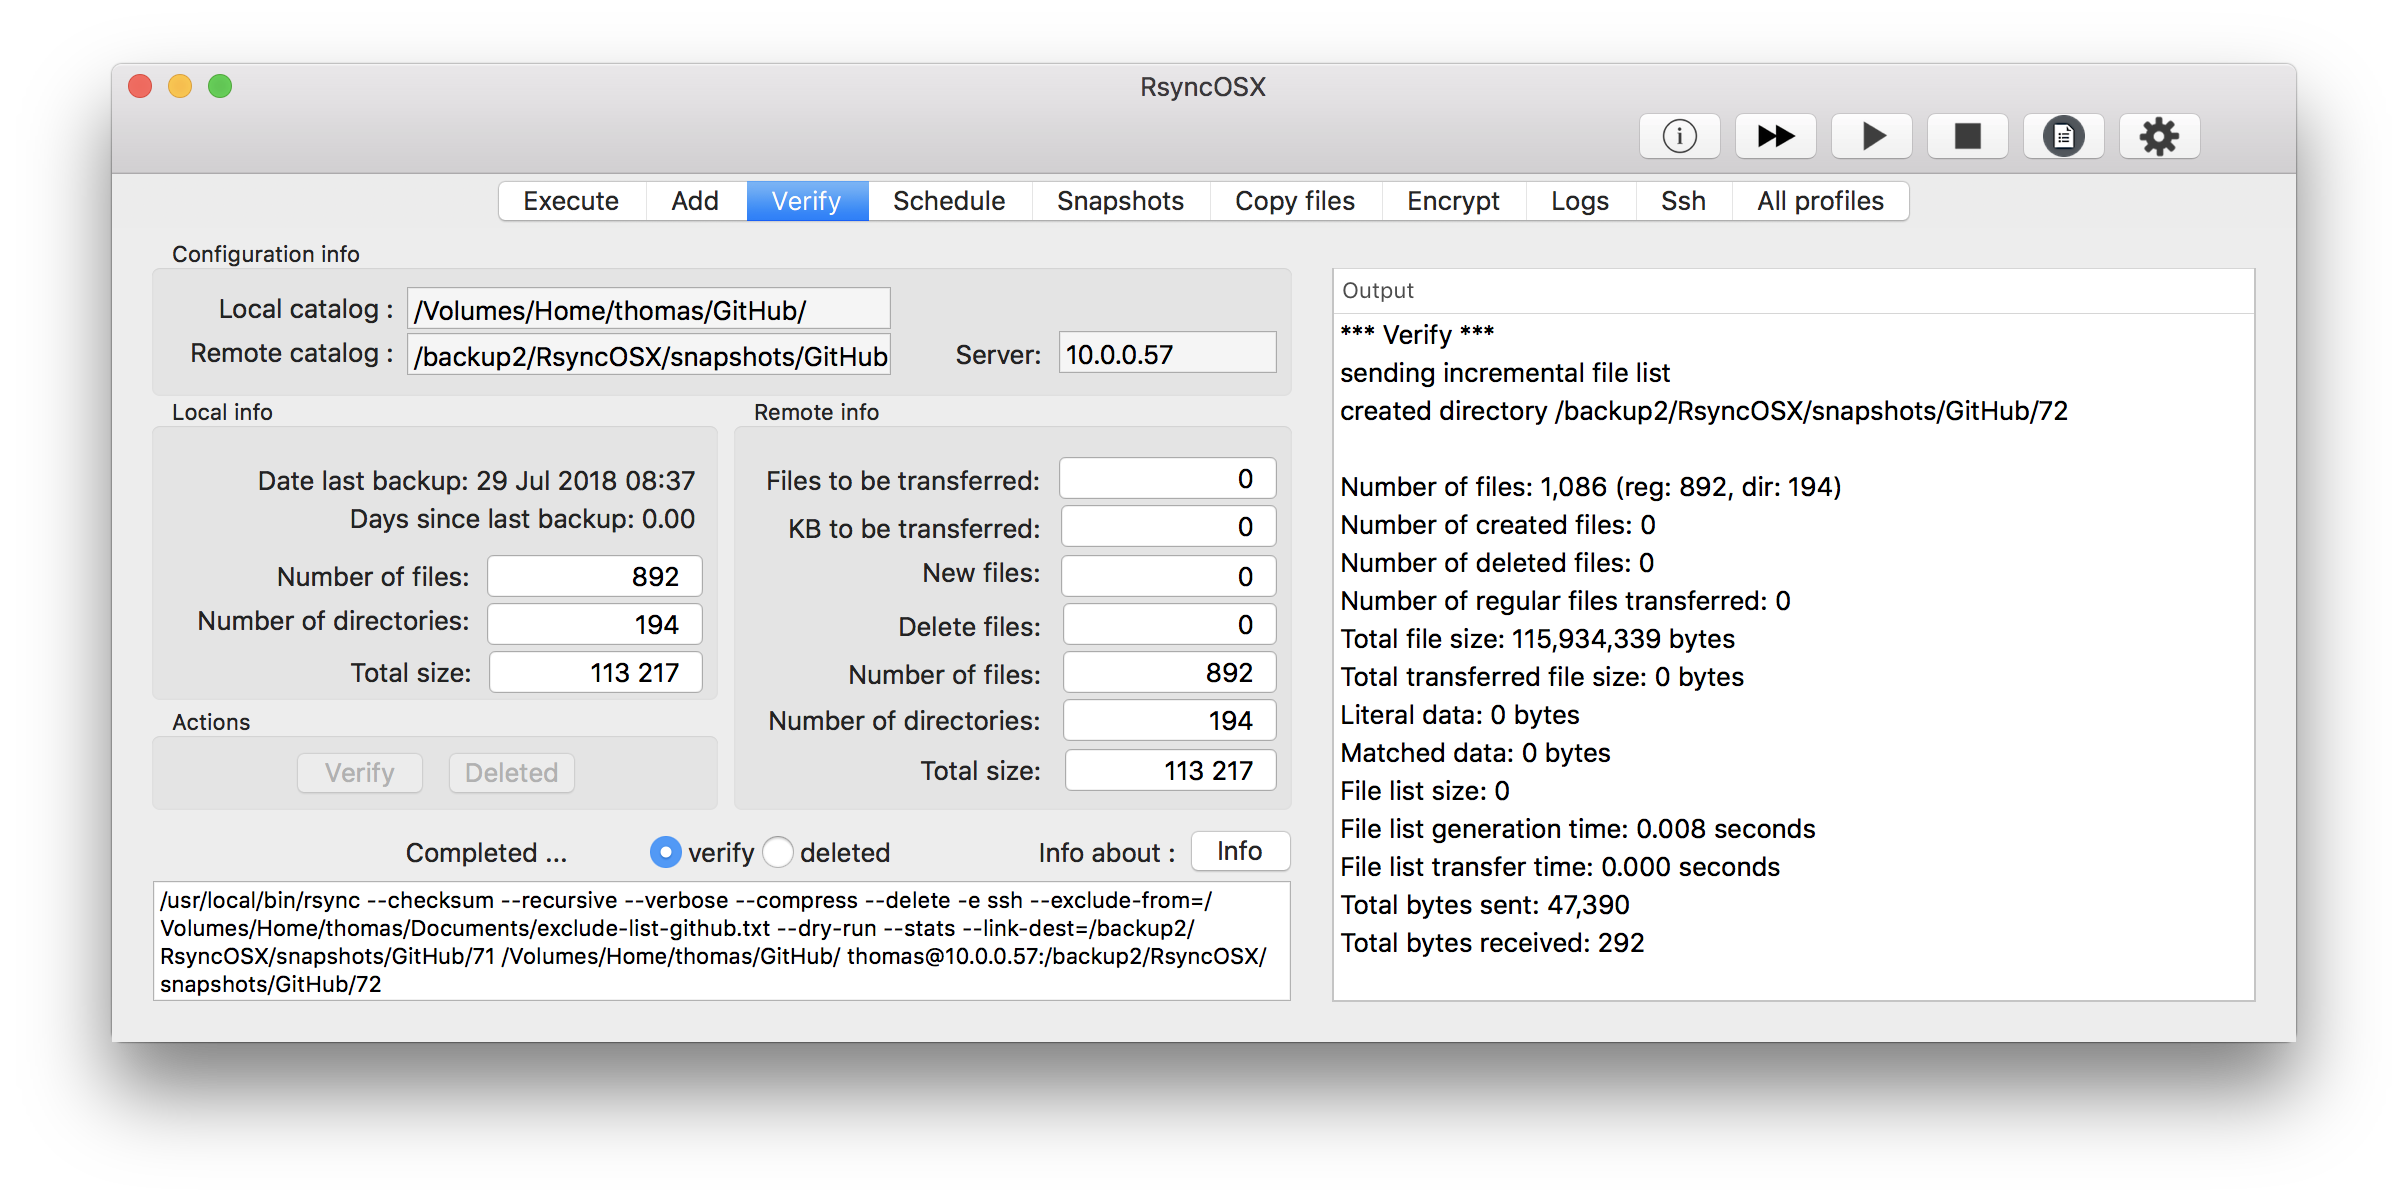 RsyncOSX
Execute Add Verify Schedule Snapshots Copy files Encrypt Logs Ssh All profiles
Configuration info
Local catalog : /Volumes/Home/thomas/GitHub/
Remote catalog : /backup2/RsyncOSX/snapshots/GitHub Server: 10.0.0.57
Local info
Date last backup: 29 Jul 2018 08:37
Days since last backup: 0.00
Number of files: 892
Number of directories: 194
Total size: 113 217
Actions
Verify Deleted
Remote info
Files to be transferred: 0
KB to be transferred: 0
New files: 0
Delete files: 0
Number of files: 892
Number of directories: 194
Total size: 113 217
Completed ... verify deleted Info about : Info
/usr/local/bin/rsync --checksum --recursive --verbose --compress --delete -e ssh --exclude-from=/
Volumes/Home/thomas/Documents/exclude-list-github.txt --dry-run --stats --link-dest=/backup2/
RsyncOSX/snapshots/GitHub/71 /Volumes/Home/thomas/GitHub/ thomas@10.0.0.57:/backup2/RsyncOSX/
snapshots/GitHub/72
Output
*** Verify ***
sending incremental file list
created directory /backup2/RsyncOSX/snapshots/GitHub/72
Number of files: 1,086 (reg: 892, dir: 194)
Number of created files: 0
Number of deleted files: 0
Number of regular files transferred: 0
Total file size: 115,934,339 bytes
Total transferred file size: 0 bytes
Literal data: 0 bytes
Matched data: 0 bytes
File list size: 0
File list generation time: 0.008 seconds
File list transfer time: 0.000 seconds
Total bytes sent: 47,390
Total bytes received: 292